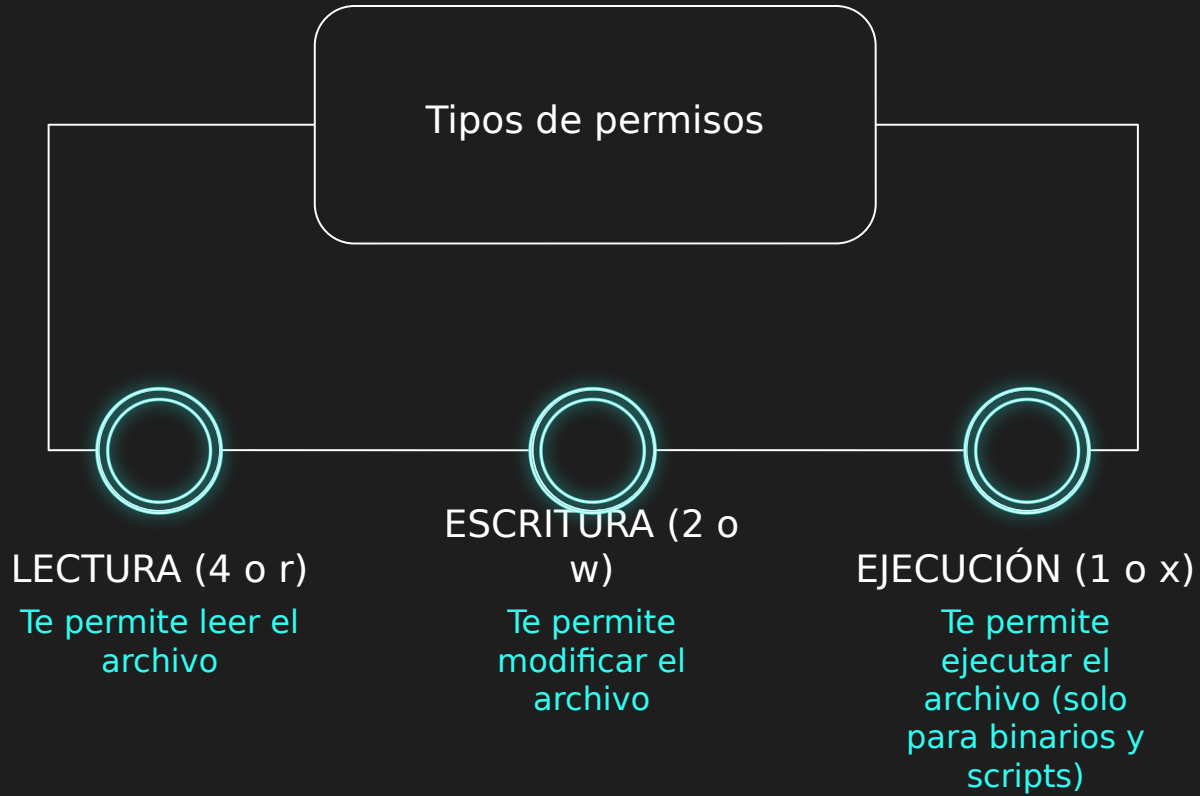 Tipos de permisos
LECTURA (4 o r)
Te permite leer el
archivo
ESCRITURA (2 o
w)
Te permite
modificar el
archivo
EJECUCIÓN (1 o x)
Te permite
ejecutar el
archivo (solo
para binarios y
scripts)